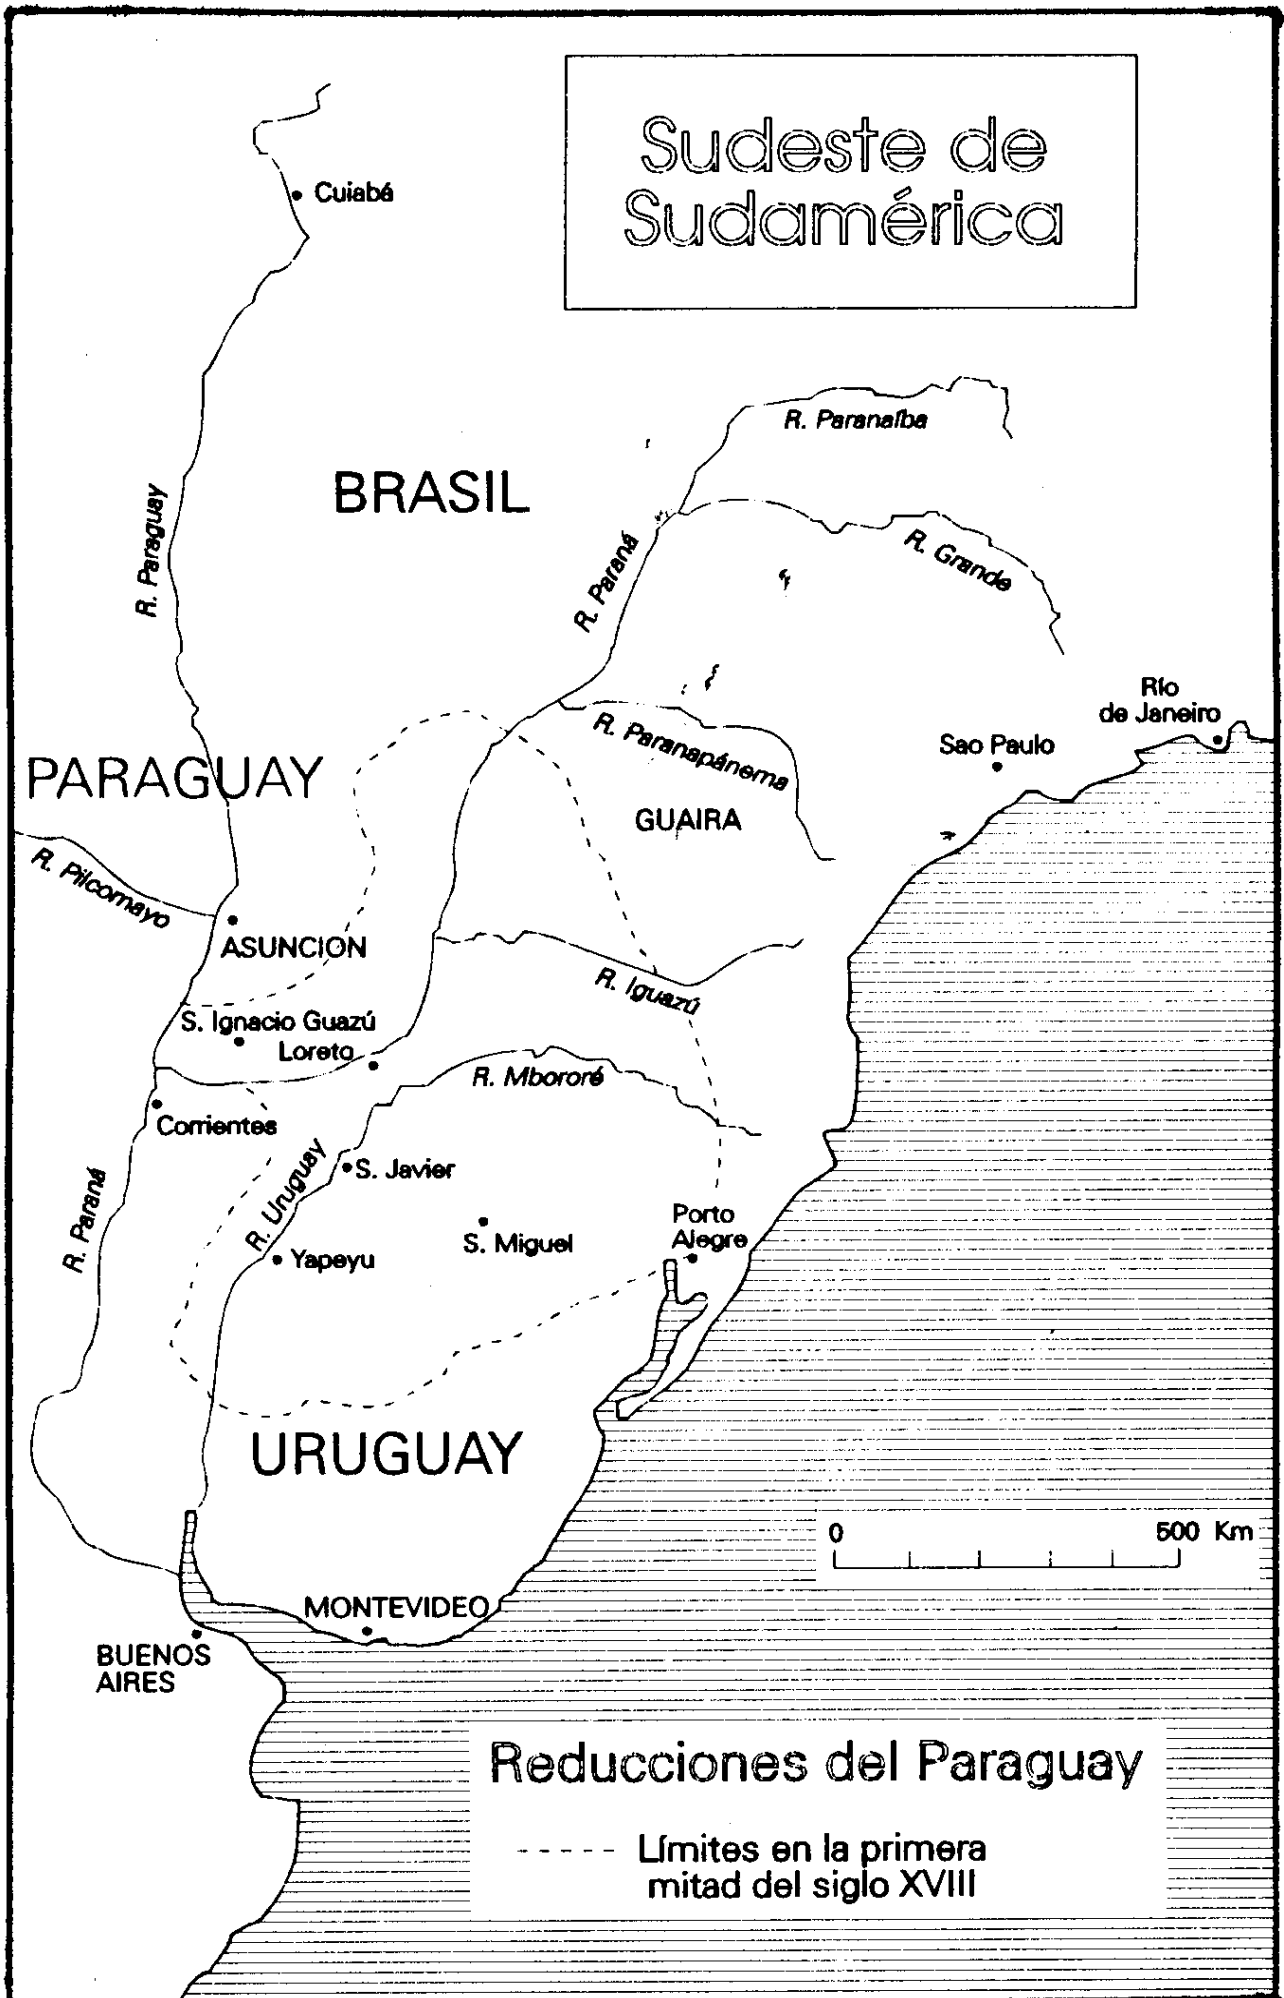 Sudeste de
Sudamérica
Cuiabá
R. Paranaíba
BRASIL
R. Paraguay
R. Paraná
R. Grande
Río
de Janeiro
R. Paranapánema
Sao Paulo
PARAGUAY
GUAIRA
R. Pilcomayo
ASUNCION
R. Iguazú
S. Ignacio Guazú
Loreto
R. Mbororé
Corrientes
R. Uruguay
S. Javier
R. Paraná
Porto
Alegre
S. Miguel
Yapeyu
URUGUAY
0 500 Km
MONTEVIDEO
BUENOS
AIRES
Reducciones del Paraguay
Límites en la primera
mitad del siglo XVIII